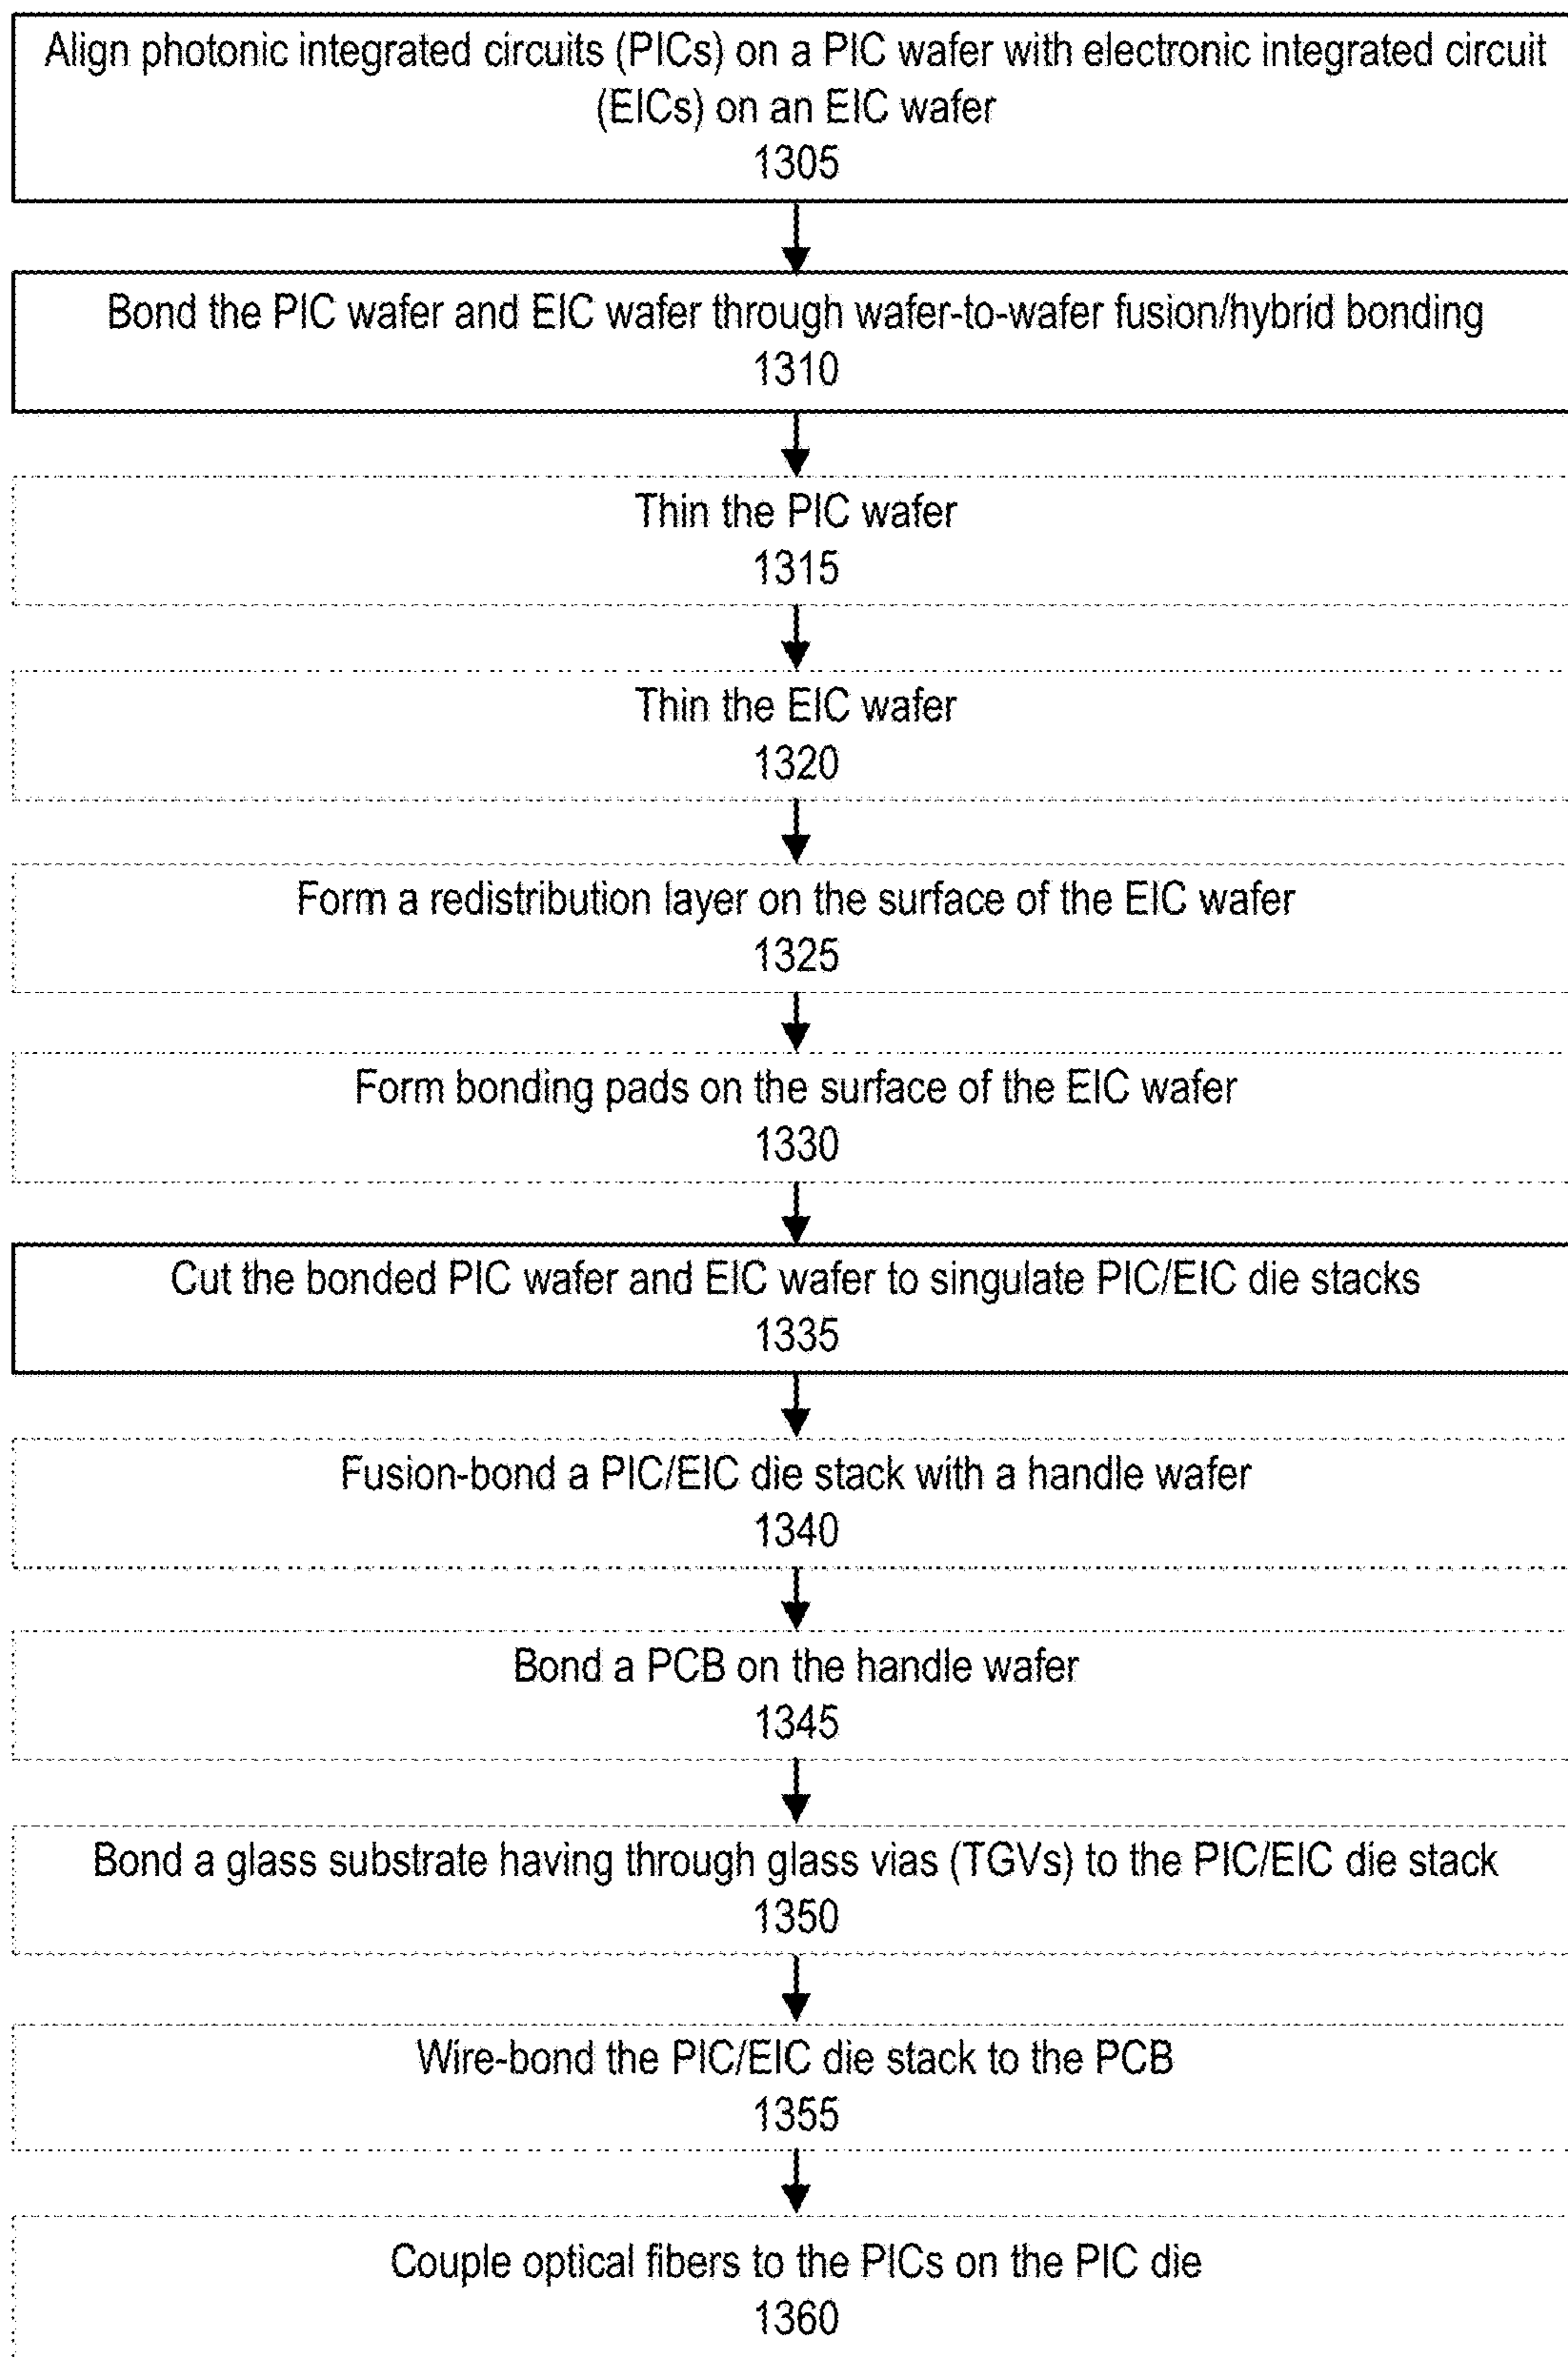 Align photonic integrated circuits (PICs) on a PIC wafer with electronic integrated circuit
(EICs) on an EIC wafer
1305
Bond the PIC wafer and EIC wafer through wafer-to-wafer fusion/hybrid bonding
1310
Thin the PIC wafer
1315
Thin the EIC wafer
1320
Form a redistribution layer on the surface of the EIC wafer
1325
Form bonding pads on the surface of the EIC wafer
1330
Cut the bonded PIC wafer and EIC wafer to singulate PIC/EIC die stacks
1335
Fusion-bond a PIC/EIC die stack with a handle wafer
1340
Bond a PCB on the handle wafer
1345
Bond a glass substrate having through glass vias (TGVs) to the PIC/EIC die stack
1350
Wire-bond the PIC/EIC die stack to the PCB
1355
Couple optical fibers to the PICs on the PIC die
1360